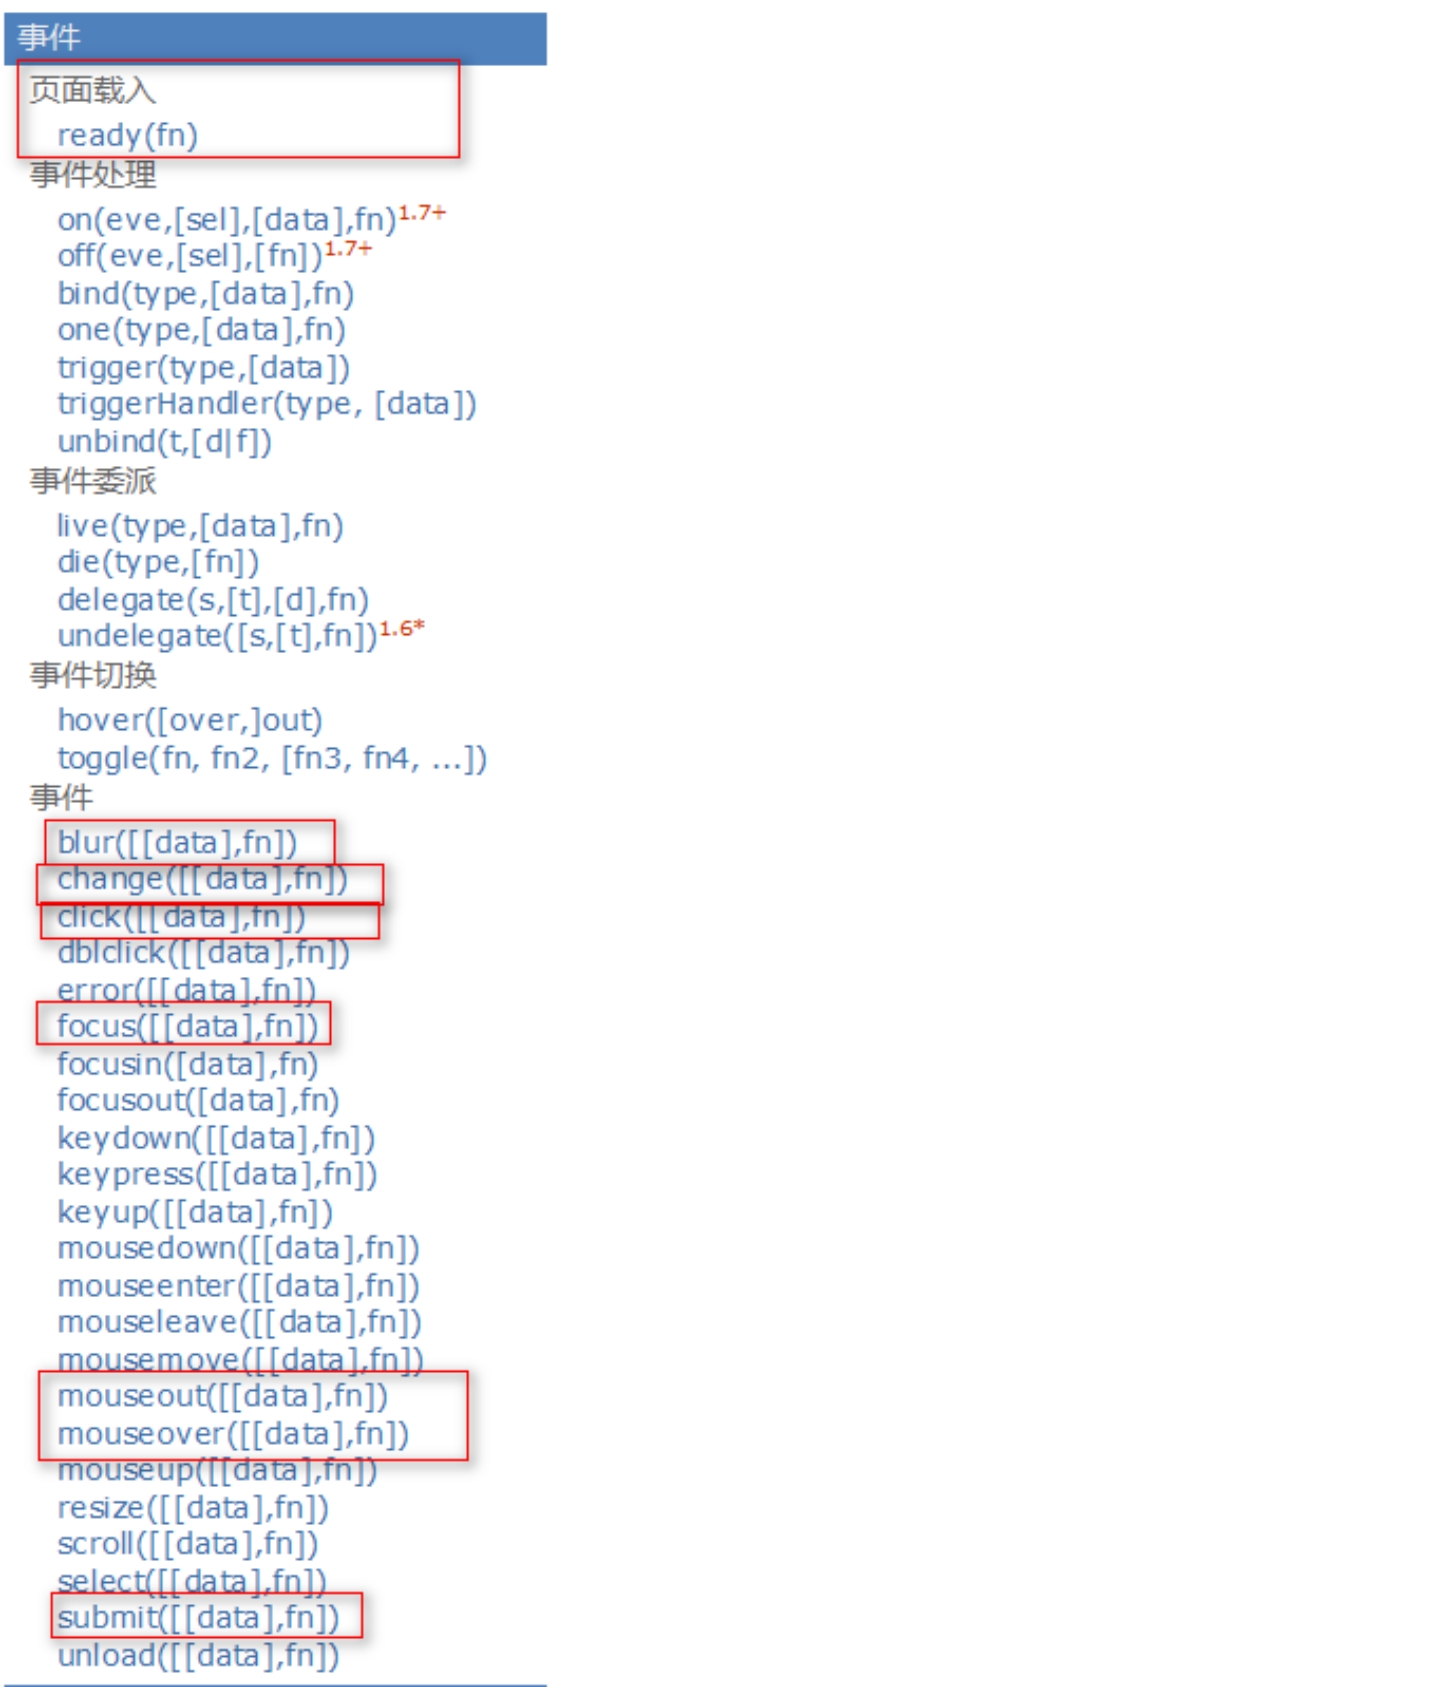 事件
页面载入
ready(fn)
事件处理
on(eve,[sel],[data],fn)1.7+
off(eve,[sel],[fn])1.7+
bind(type,[data],fn)
one(type,[data],fn)
trigger(type,[data])
triggerHandler(type, [data])
unbind(t,[d|f])
事件委派
live(type,[data],fn)
die(type,[fn])
delegate(s,[t],[d],fn)
undelegate([s,[t],fn])1.6*
事件切换
hover([over,]out)
toggle(fn, fn2, [fn3, fn4, ...])
事件
blur([[data],fn])
change([[data],fn])
click([[data],fn])
dblclick([[data],fn])
error([[data],fn])
focus([[data],fn])
focusin([data],fn)
focusout([data],fn)
keydown([[data],fn])
keypress([[data],fn])
keyup([[data],fn])
mousedown([[data],fn])
mouseenter([[data],fn])
mouseleave([[data],fn])
mousemove([[data],fn])
mouseout([[data],fn])
mouseover([[data],fn])
mouseup([[data],fn])
resize([[data],fn])
scroll([[data],fn])
select([[data],fn])
submit([[data],fn])
unload([[data],fn])